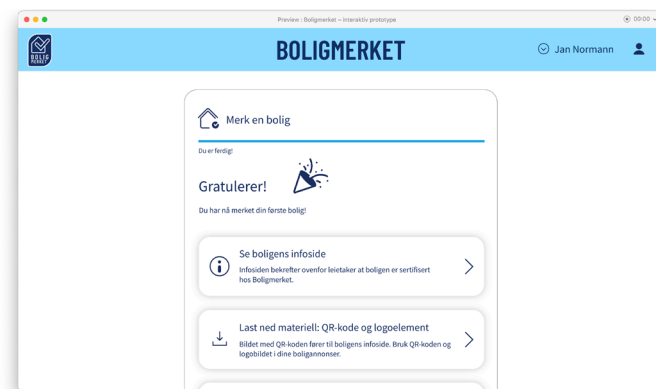 Preview : Boligmerket – interaktiv prototype
00:00
BOLIG
MERKET
BOLIGMERKET
Jan Normann
Merk en bolig
Du er ferdig!
Gratulerer!
Du har nå merket din første bolig!
Se boligens infoside
Infosiden bekrefter ovenfor leietaker at boligen er sertifisert
hos Boligmerket.
Last ned materiell: QR-kode og logoelement
Bildet med QR-koden fører til boligens infoside. Bruk QR-koden og
logobildet i dine boligannonser.